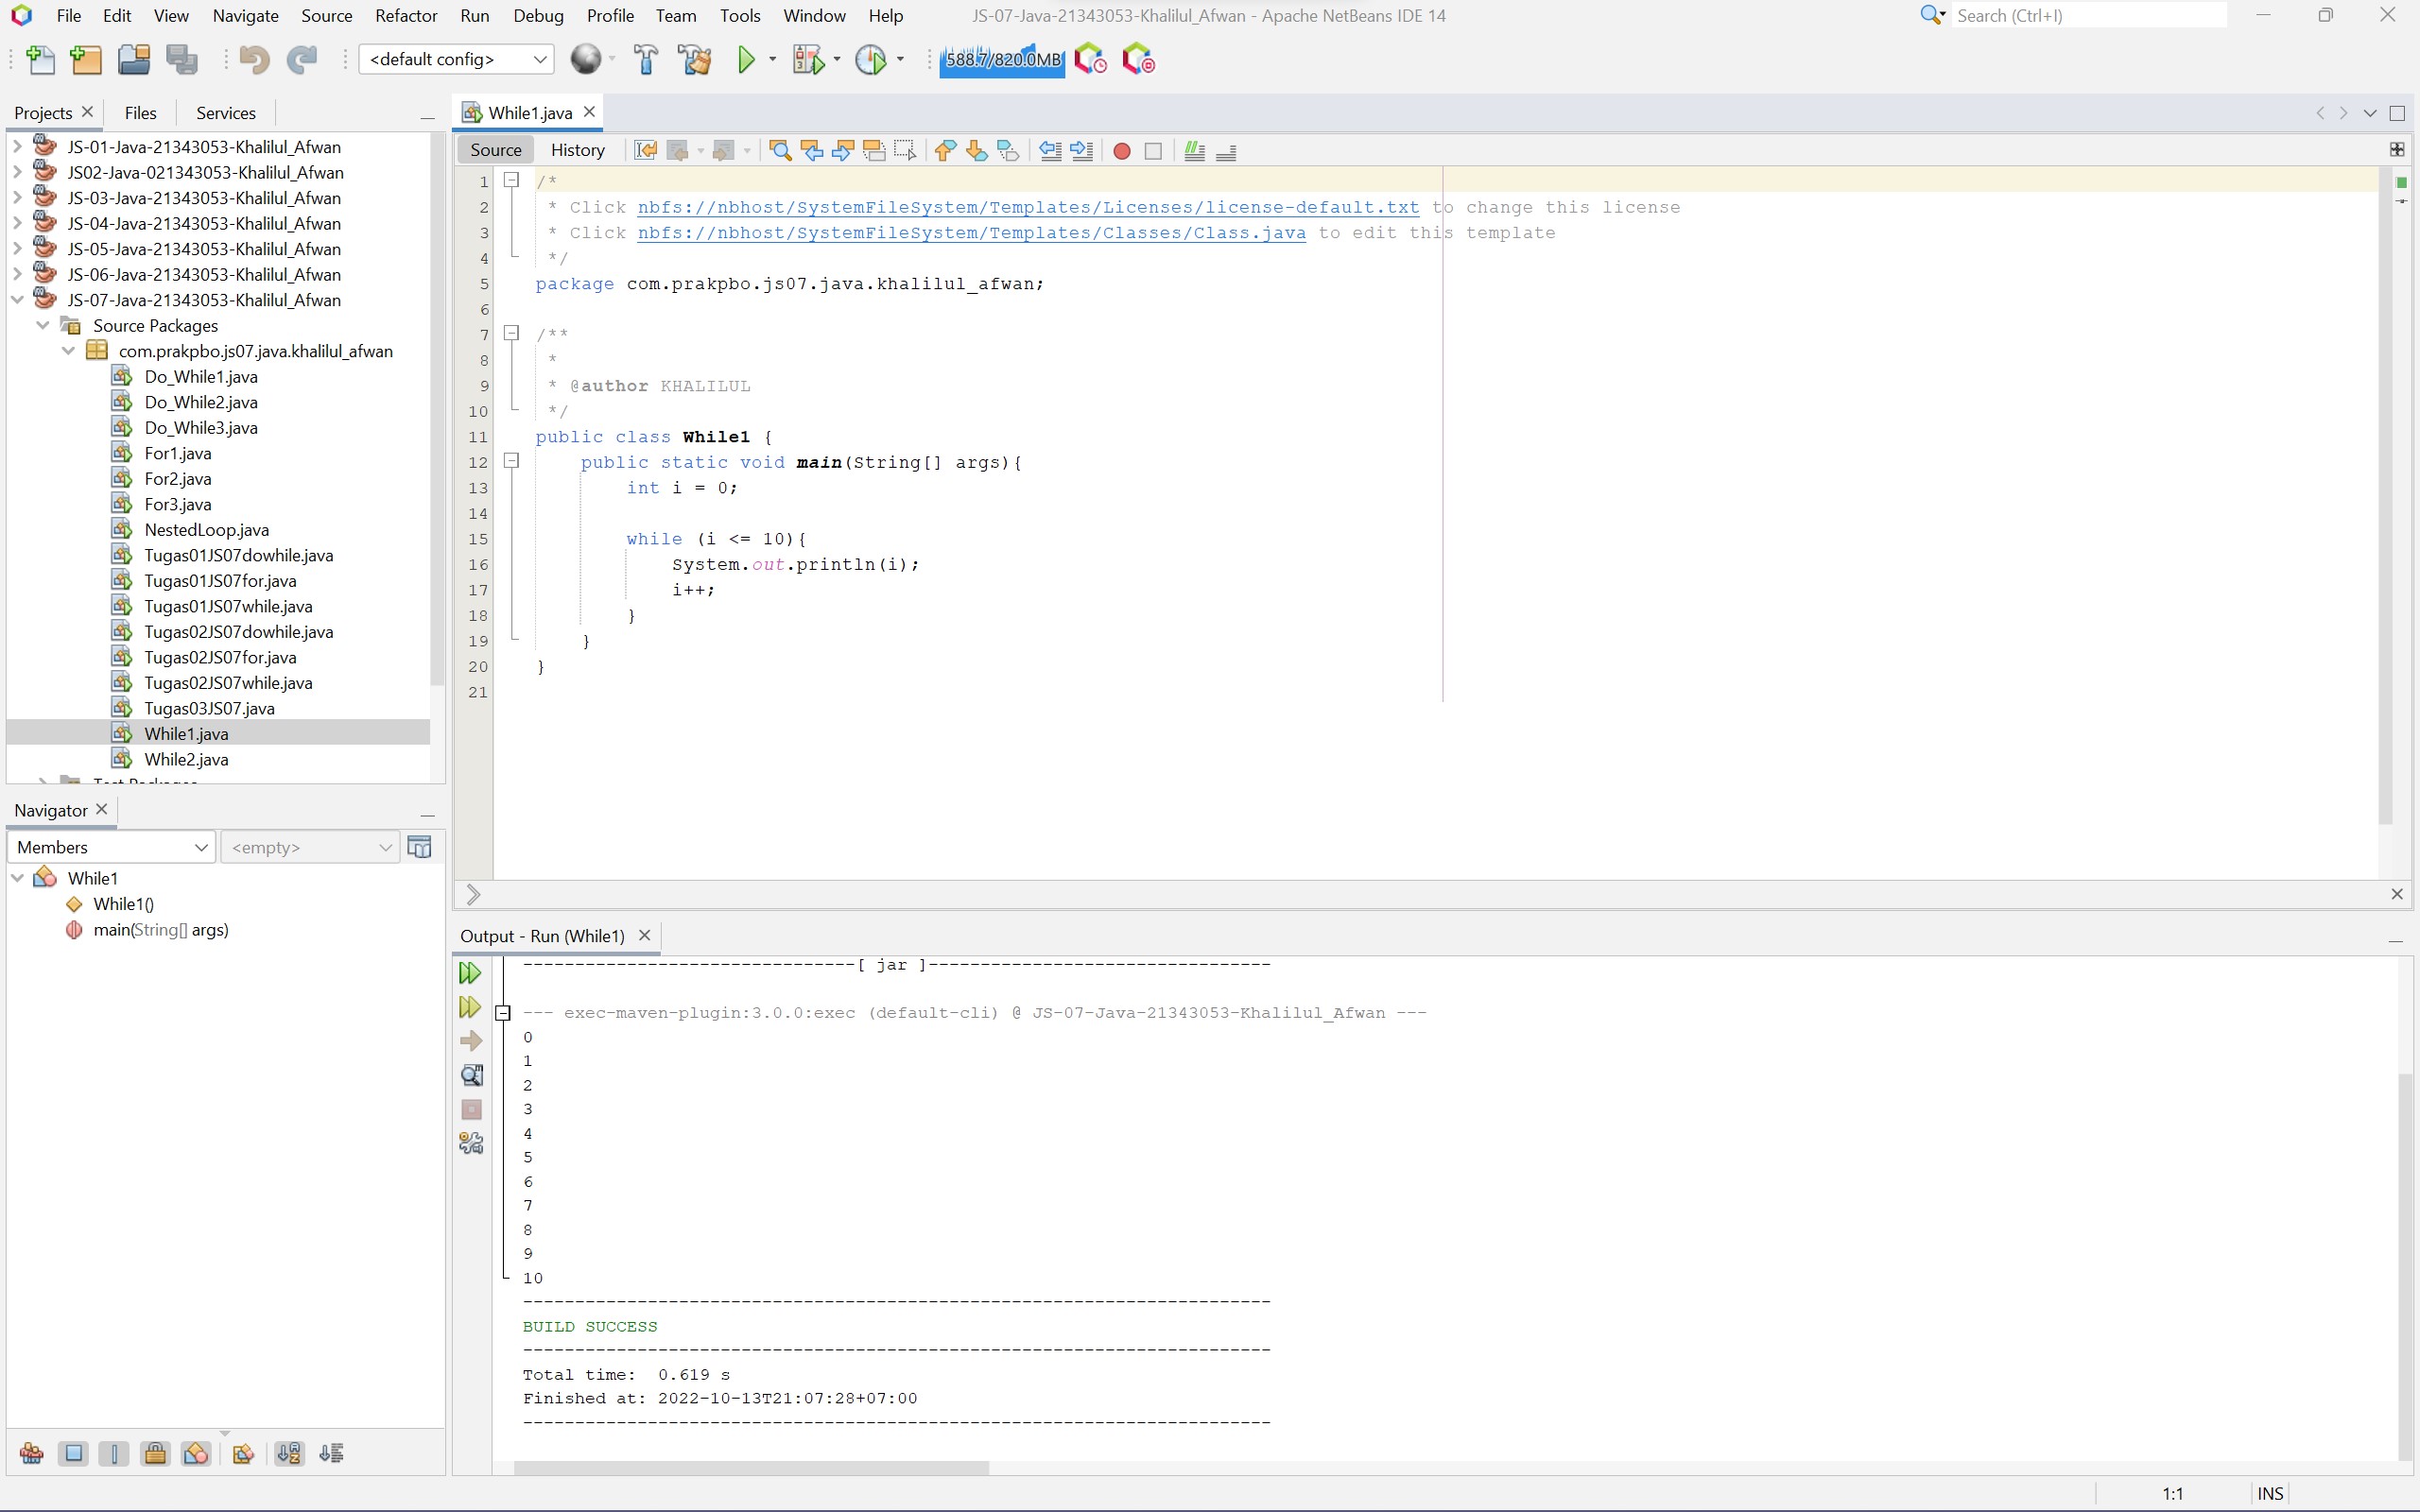 File Edit View Navigate Source Refactor Run Debug Profile Team Tools Window Help JS-07-Java-21343053-Khalilul_Afwan - Apache NetBeans IDE 14 Search (Ctrl+I)
<default config> 588.7/820.0MB
Projects Files Services
JS-01-Java-21343053-Khalilul_Afwan
JS02-Java-021343053-Khalilul_Afwan
JS-03-Java-21343053-Khalilul_Afwan
JS-04-Java-21343053-Khalilul_Afwan
JS-05-Java-21343053-Khalilul_Afwan
JS-06-Java-21343053-Khalilul_Afwan
JS-07-Java-21343053-Khalilul_Afwan
Source Packages
com.prakpbo.js07.java.khalilul_afwan
Do_While1.java
Do_While2.java
Do_While3.java
For1.java
For2.java
For3.java
NestedLoop.java
Tugas01JS07dowhile.java
Tugas01JS07for.java
Tugas01JS07while.java
Tugas02JS07dowhile.java
Tugas02JS07for.java
Tugas02JS07while.java
Tugas03JS07.java
While1.java
While2.java
Test Packages
Navigator
Members <empty>
While1
While1()
main(String[] args)
While1.java
Source History
1 /*
2 * Click nbfs://nbhost/SystemFileSystem/Templates/Licenses/license-default.txt to change this license
3 * Click nbfs://nbhost/SystemFileSystem/Templates/Classes/Class.java to edit this template
4 */
5 package com.prakpbo.js07.java.khalilul_afwan;
6
7 /**
8 *
9 * @author KHALILUL
10 */
11 public class While1 {
12 public static void main(String[] args){
13 int i = 0;
14
15 while (i <= 10){
16 System.out.println(i);
17 i++;
18 }
19 }
20 }
21
Output - Run (While1)
--------------------------------[ jar ]---------------------------------
--- exec-maven-plugin:3.0.0:exec (default-cli) @ JS-07-Java-21343053-Khalilul_Afwan ---
0
1
2
3
4
5
6
7
8
9
10
------------------------------------------------------------------------
BUILD SUCCESS
------------------------------------------------------------------------
Total time:  0.619 s
Finished at: 2022-10-13T21:07:28+07:00
------------------------------------------------------------------------
1:1 INS